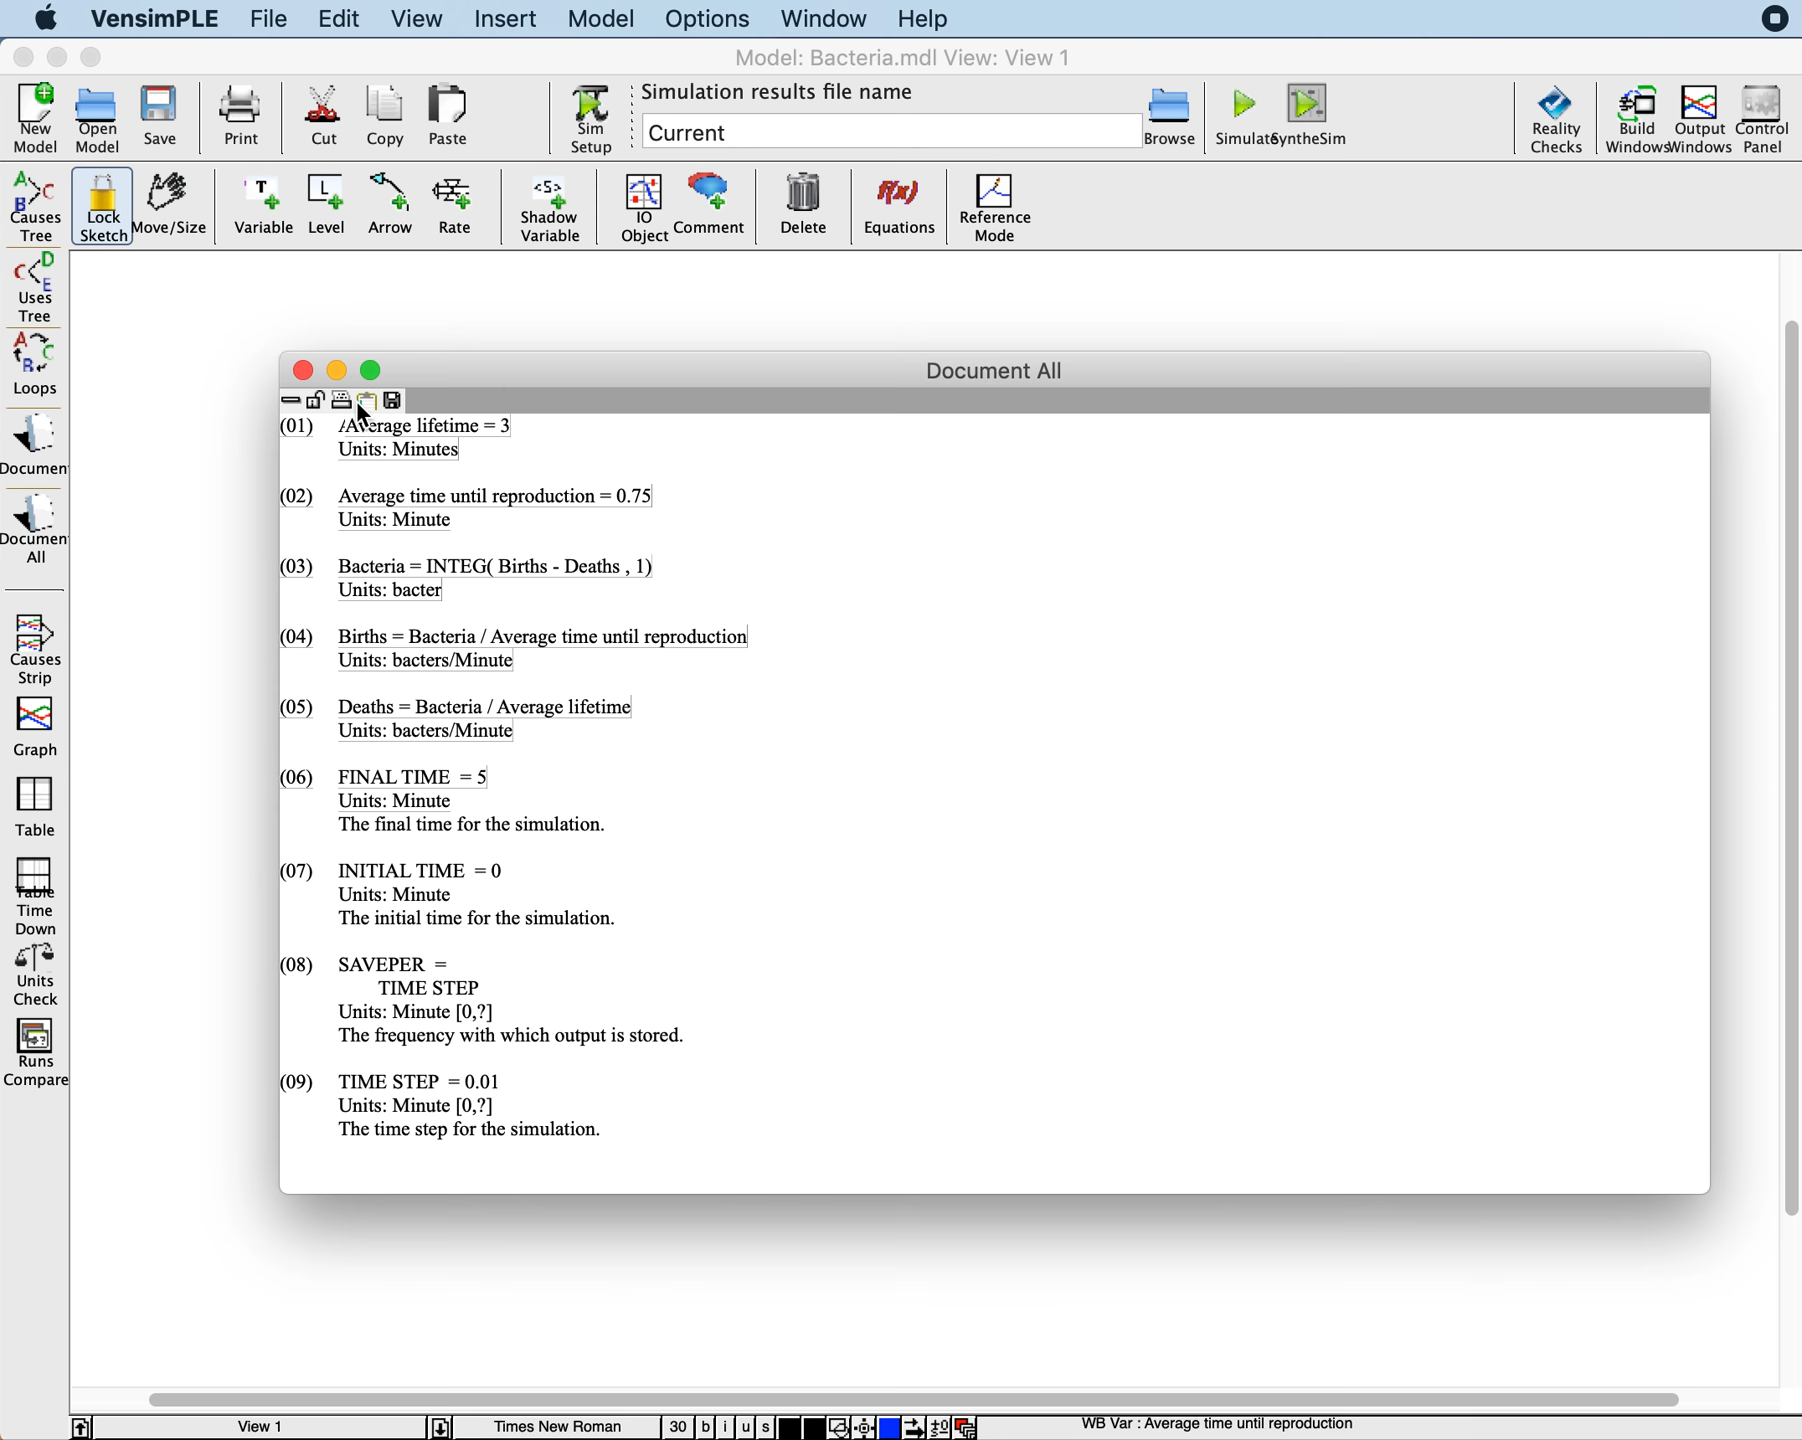 VensimPLE File Edit View Insert Model Options Window Help
Model: Bacteria.mdl View: View 1
New Model
Open Model
Save
Print
Cut
Copy
Paste
Sim Setup
Simulation results file name
Current
Browse
Simulate
SyntheSim
Reality Checks
Build Windows
Output Windows
Control Panel
Causes Tree
Lock Sketch
Move/Size
Variable
Level
Arrow
Rate
Shadow Variable
IO Object
Comment
Delete
Equations
Reference Mode
Uses Tree
Loops
Documen
Documen All
Causes Strip
Graph
Table
Table Time Down
Units Check
Runs Compare
Document All
(01) Average lifetime = 3
Units: Minutes
(02) Average time until reproduction = 0.75
Units: Minute
(03) Bacteria = INTEG( Births - Deaths , 1)
Units: bacter
(04) Births = Bacteria / Average time until reproduction
Units: bacters/Minute
(05) Deaths = Bacteria / Average lifetime
Units: bacters/Minute
(06) FINAL TIME = 5
Units: Minute
The final time for the simulation.
(07) INITIAL TIME = 0
Units: Minute
The initial time for the simulation.
(08) SAVEPER =
TIME STEP
Units: Minute [0,?]
The frequency with which output is stored.
(09) TIME STEP = 0.01
Units: Minute [0,?]
The time step for the simulation.
View 1 Times New Roman 30 b i u s WB Var : Average time until reproduction